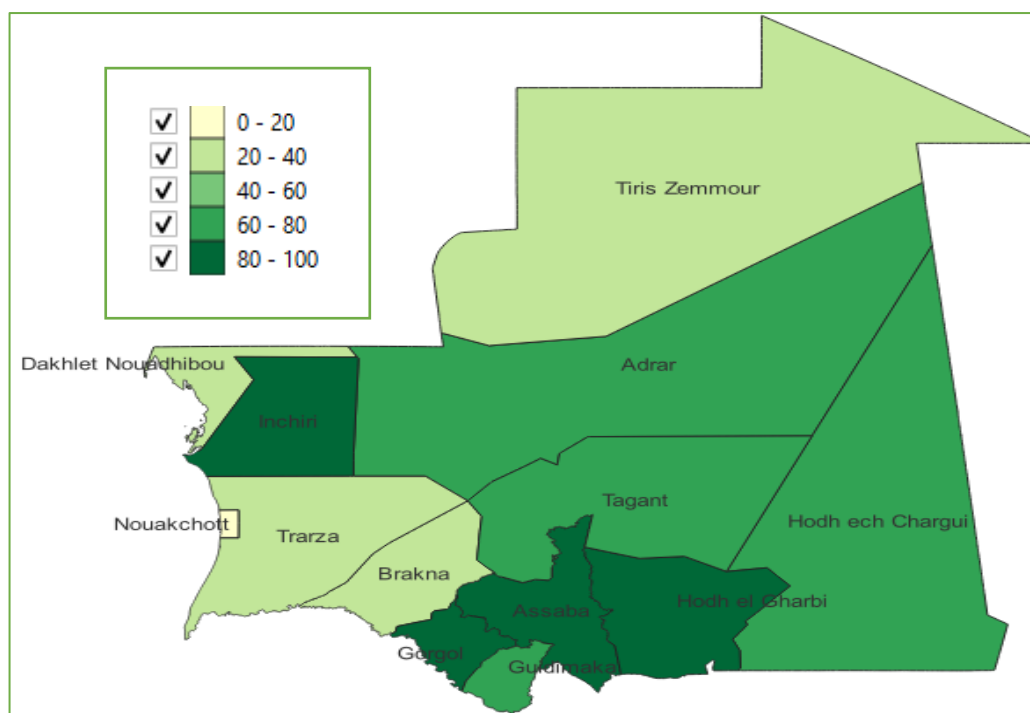 0 - 20
20 - 40
40 - 60
60 - 80
80 - 100
Tiris Zemmour
Dakhlet Nouadhibou
Adrar
Inchiri
Tagant
Nouakchott
Trarza
Hodh ech Chargui
Brakna
Hodh el Gharbi
Assaba
Gorgol
Guidimaka